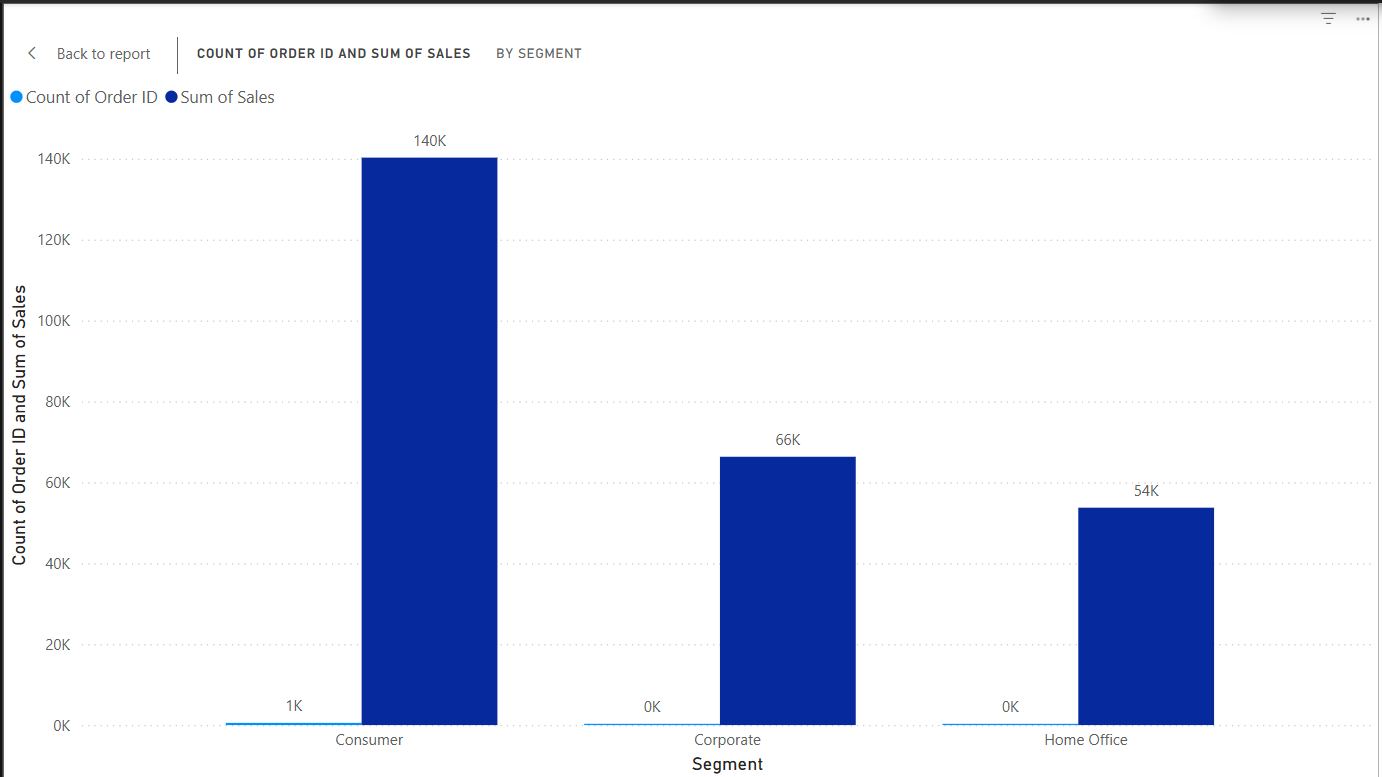 Back to report
COUNT OF ORDER ID AND SUM OF SALES BY SEGMENT
Count of Order ID Sum of Sales
Count of Order ID and Sum of Sales
140K
120K
100K
80K
60K
40K
20K
0K
1K
140K
0K
66K
0K
54K
Consumer
Corporate
Home Office
Segment